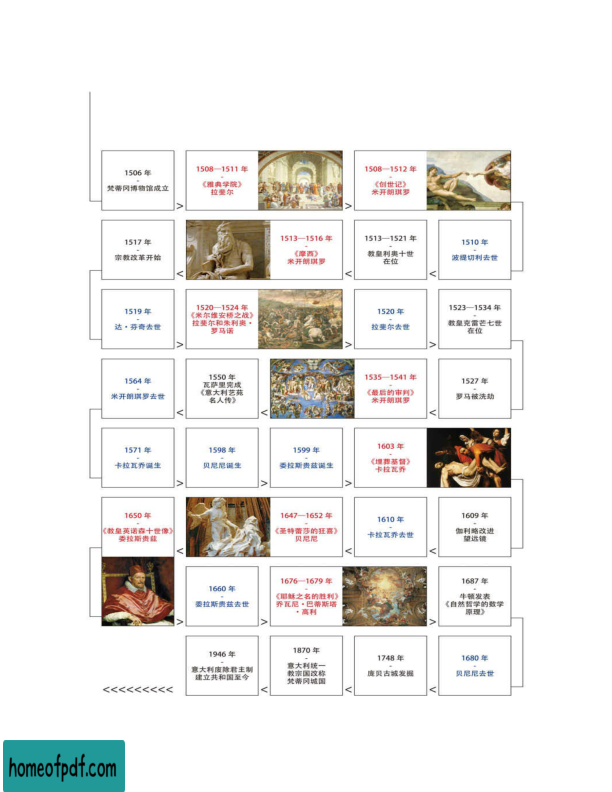 1506 年
-
梵蒂冈博物馆成立
>
1508—1511 年
-
《雅典学院》
拉斐尔
>
1508—1512 年
-
《创世记》
米开朗琪罗
1510 年
-
波提切利去世
<
1513—1521 年
-
教皇利奥十世
在位
<
1513—1516 年
-
《摩西》
米开朗琪罗
<
1517 年
-
宗教改革开始
1519 年
-
达·芬奇去世
>
1520—1524 年
《米尔维安桥之战》
拉斐尔和朱利奥·
罗马诺
>
1520 年
-
拉斐尔去世
>
1523—1534 年
-
教皇克雷芒七世
在位
1527 年
-
罗马被洗劫
<
1535—1541 年
-
《最后的审判》
米开朗琪罗
<
1550 年
瓦萨里完成
《意大利艺苑
名人传》
<
1564 年
-
米开朗琪罗去世
1571 年
-
卡拉瓦乔诞生
>
1598 年
-
贝尼尼诞生
>
1599 年
-
委拉斯贵兹诞生
>
1603 年
-
《埋葬基督》
卡拉瓦乔
1609 年
-
伽利略改进
望远镜
<
1610 年
-
卡拉瓦乔去世
<
1647—1652 年
-
《圣特蕾莎的狂喜》
贝尼尼
<
1650 年
-
《教皇英诺森十世像》
委拉斯贵兹
1660 年
-
委拉斯贵兹去世
>
1676—1679 年
-
《耶稣之名的胜利》
乔瓦尼·巴蒂斯塔
·高利
>
1687 年
-
牛顿发表
《自然哲学的数学
原理》
1680 年
-
贝尼尼去世
<
1748 年
-
庞贝古城发掘
<
1870 年
-
意大利统一
教宗国改称
梵蒂冈城国
<
1946 年
-
意大利废除君主制
建立共和国至今
<<<<<<<<<
homeofpdf.com